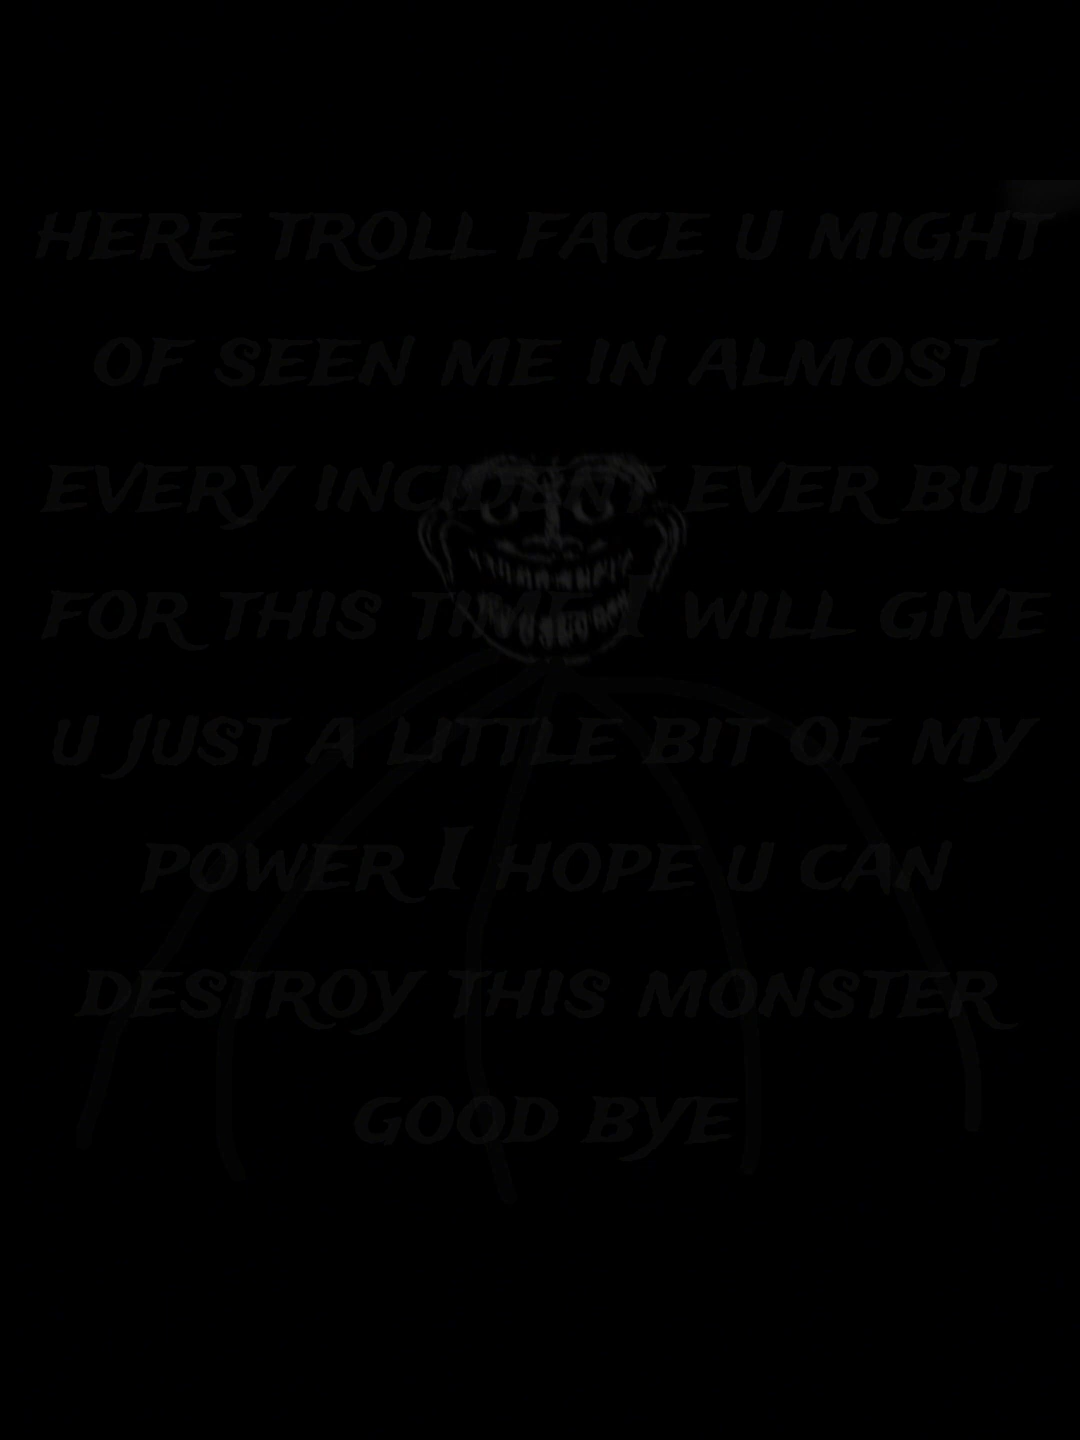 HERE TROLL FACE U MIGHT
OF SEEN ME IN ALMOST
EVERY INCIDENT EVER BUT
FOR THIS TIME I WILL GIVE
U JUST A LITTLE BIT OF MY
POWER I HOPE U CAN
DESTROY THIS MONSTER
GOOD BYE